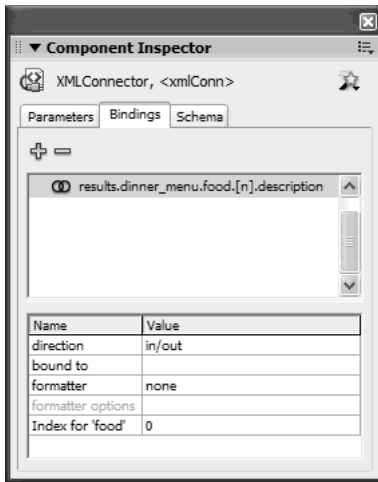 Component Inspector
XMLConnector, <xmlConn>
Parameters Bindings Schema
results.dinner_menu.food.[n].description
Name Value
direction in/out
bound to
formatter none
formatter options
Index for 'food' 0